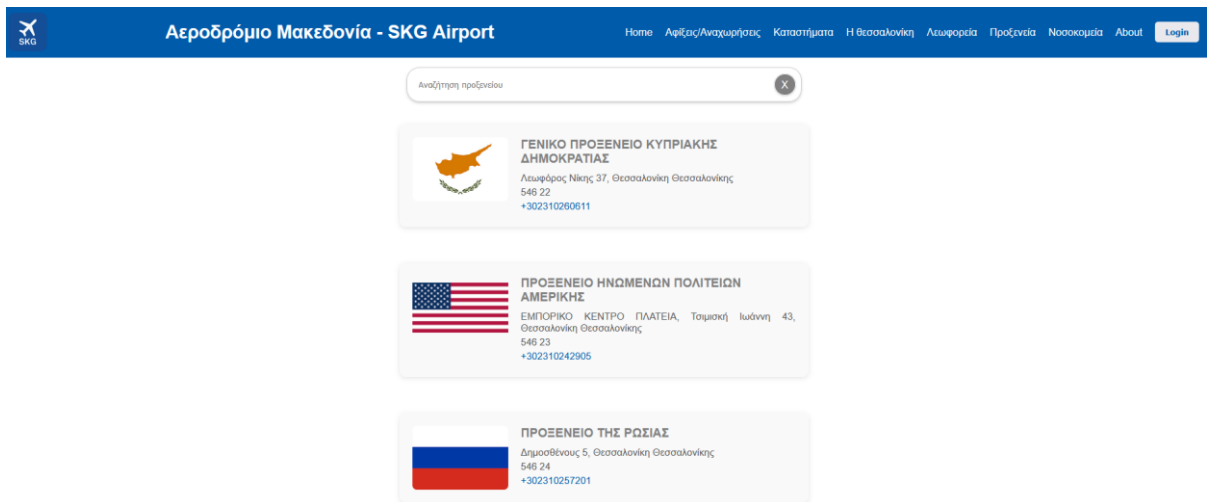 SKG
Αεροδρόμιο Μακεδονία - SKG Airport
Home Αφίξεις/Αναχωρήσεις Καταστήματα Η Θεσσαλονίκη Λεωφορεία Προξενεία Νοσοκομεία About Login
Αναζήτηση προξενείου
X
ΓΕΝΙΚΟ ΠΡΟΞΕΝΕΙΟ ΚΥΠΡΙΑΚΗΣ
ΔΗΜΟΚΡΑΤΙΑΣ
Λεωφόρος Νίκης 37, Θεσσαλονίκη Θεσσαλονίκης
546 22
+302310260611
ΠΡΟΞΕΝΕΙΟ ΗΝΩΜΕΝΩΝ ΠΟΛΙΤΕΙΩΝ
ΑΜΕΡΙΚΗΣ
ΕΜΠΟΡΙΚΟ ΚΕΝΤΡΟ ΠΛΑΤΕΙΑ, Τσιμισκή Ιωάννη 43,
Θεσσαλονίκη Θεσσαλονίκης
546 23
+302310242905
ΠΡΟΞΕΝΕΙΟ ΤΗΣ ΡΩΣΙΑΣ
Δημοσθένους 5, Θεσσαλονίκη Θεσσαλονίκης
546 24
+302310257201